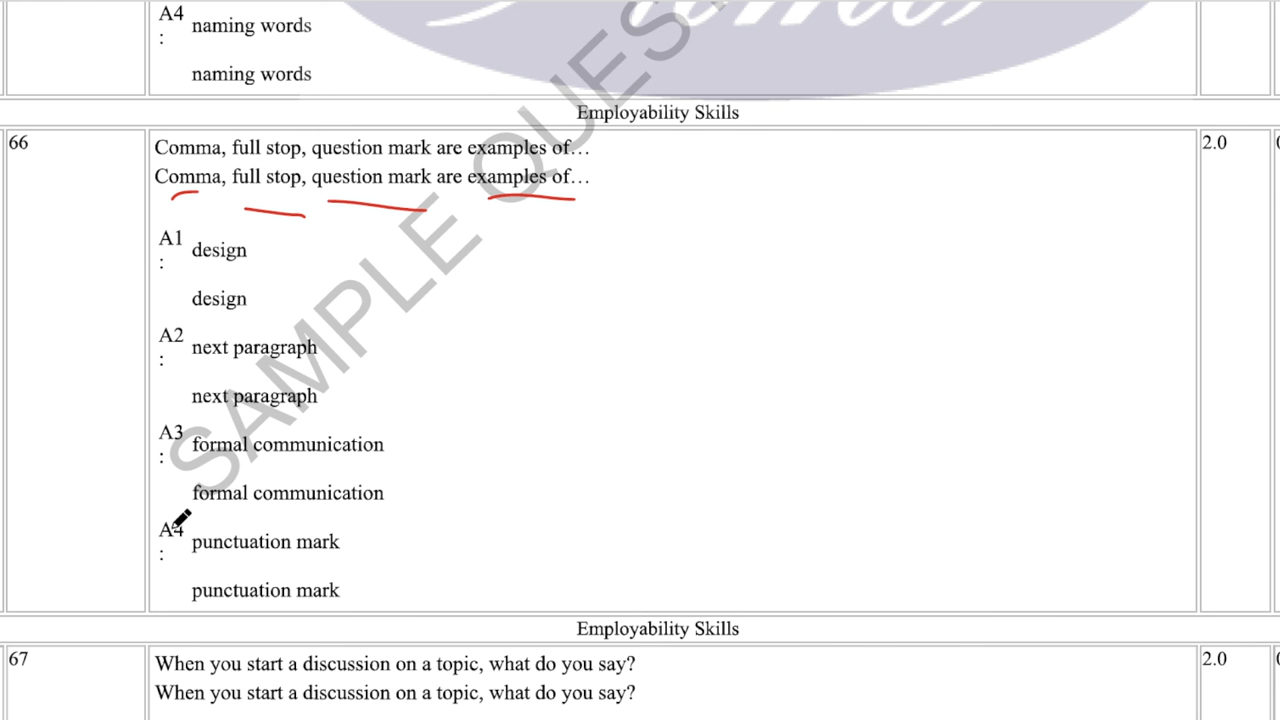 A4
:
naming words
naming words
Employability Skills
66
Comma, full stop, question mark are examples of…
Comma, full stop, question mark are examples of…
2.0
A1
:
design
design
A2
:
next paragraph
next paragraph
A3
:
formal communication
formal communication
A4
:
punctuation mark
punctuation mark
SAMPLE QUES
Employability Skills
67
When you start a discussion on a topic, what do you say?
When you start a discussion on a topic, what do you say?
2.0